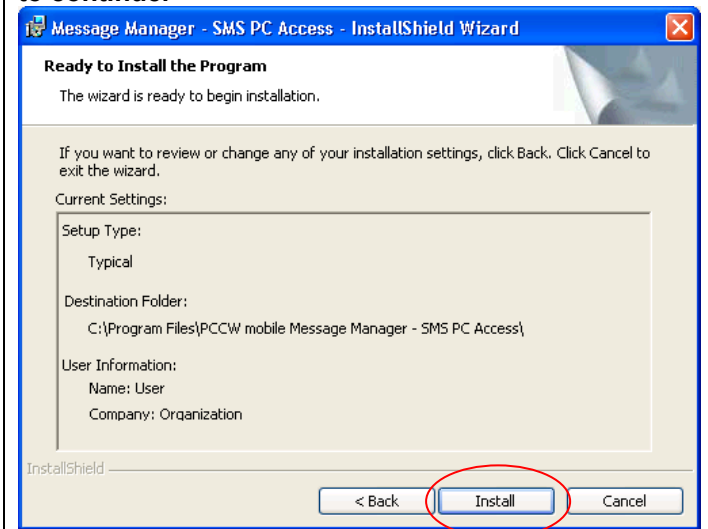 to continue.
Message Manager - SMS PC Access - InstallShield Wizard
Ready to Install the Program
The wizard is ready to begin installation.
If you want to review or change any of your installation settings, click Back. Click Cancel to
exit the wizard.
Current Settings:
Setup Type:
Typical
Destination Folder:
C:\Program Files\PCCW mobile Message Manager - SMS PC Access\
User Information:
Name: User
Company: Organization
InstallShield
< Back Install Cancel